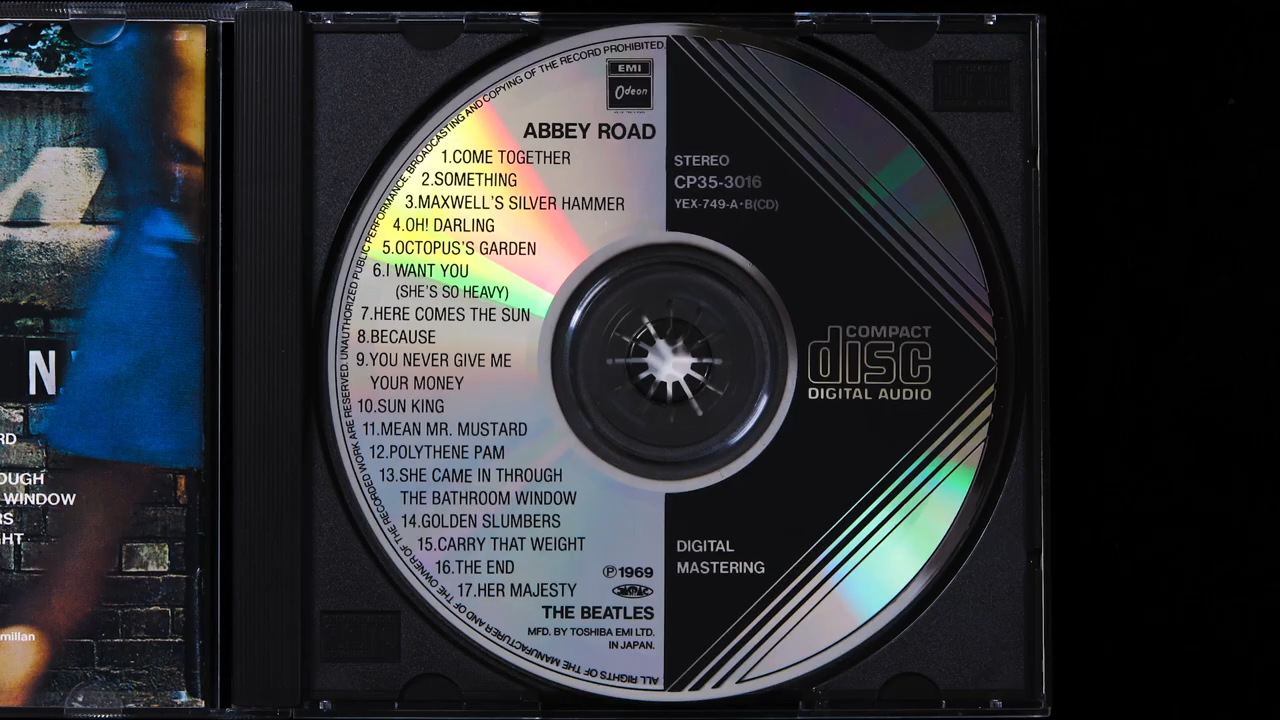 N
RD
OUGH
WINDOW
RS
GHT
millan
ALL RIGHTS OF THE MANUFACTURER AND OF THE OWNER OF THE RECORDED WORK ARE RESERVED. UNAUTHORIZED PUBLIC PERFORMANCE, BROADCASTING AND COPYING OF THE RECORD PROHIBITED.
EMI
Odeon
ABBEY ROAD
1.COME TOGETHER
2.SOMETHING
3.MAXWELL'S SILVER HAMMER
4.OH! DARLING
5.OCTOPUS'S GARDEN
6.I WANT YOU
(SHE'S SO HEAVY)
7.HERE COMES THE SUN
8.BECAUSE
9.YOU NEVER GIVE ME
YOUR MONEY
10.SUN KING
11.MEAN MR. MUSTARD
12.POLYTHENE PAM
13.SHE CAME IN THROUGH
THE BATHROOM WINDOW
14.GOLDEN SLUMBERS
15.CARRY THAT WEIGHT
16.THE END
17.HER MAJESTY
℗1969
THE BEATLES
MFD. BY TOSHIBA EMI LTD.
IN JAPAN.
STEREO
CP35-3016
YEX-749-A•B(CD)
COMPACT
disc
DIGITAL AUDIO
DIGITAL
MASTERING